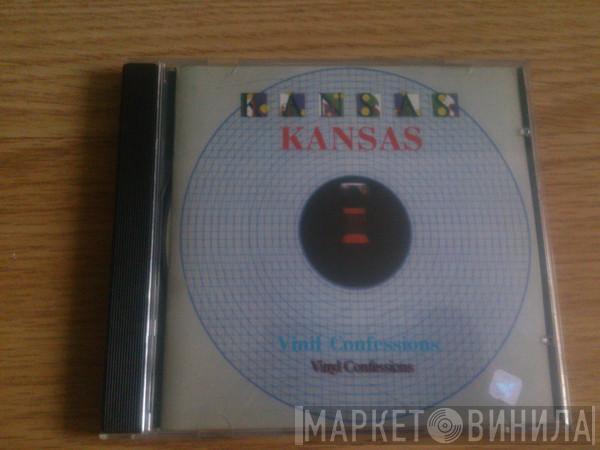 KANSAS
KANSAS
Vinil Confessions
Vinyl Confessions
МАРКЕТ ВИНИЛА